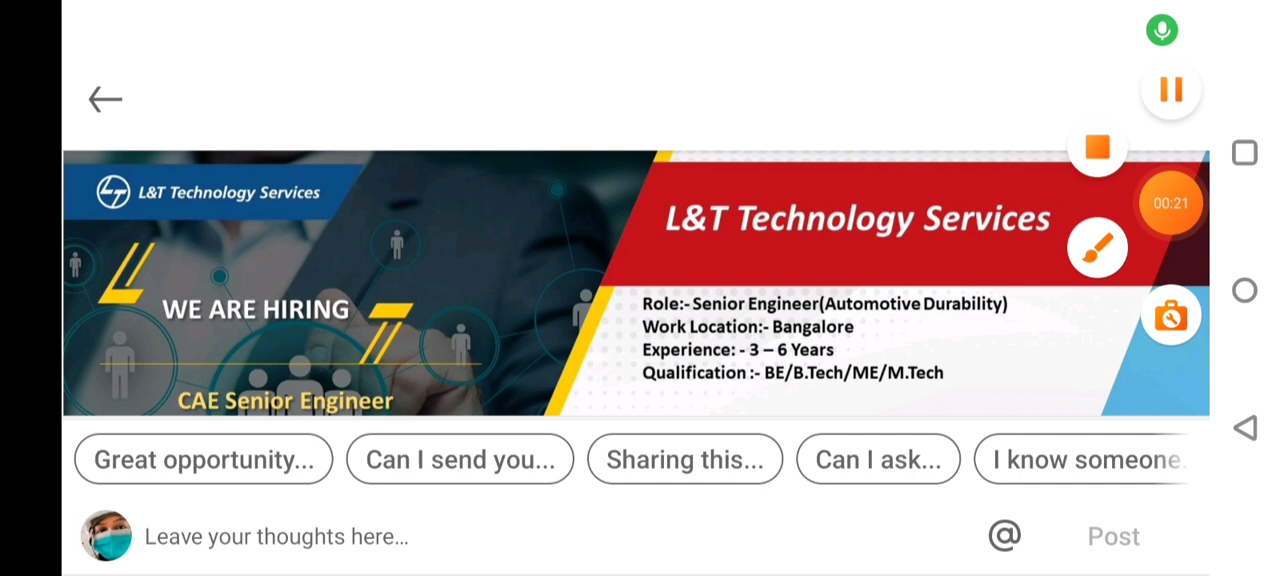 L&T Technology Services
WE ARE HIRING
CAE Senior Engineer
L&T Technology Services
Role:- Senior Engineer(Automotive Durability)
Work Location:- Bangalore
Experience: - 3 – 6 Years
Qualification :- BE/B.Tech/ME/M.Tech
00:21
Great opportunity...
Can I send you...
Sharing this...
Can I ask...
I know someone.
Leave your thoughts here...
@
Post